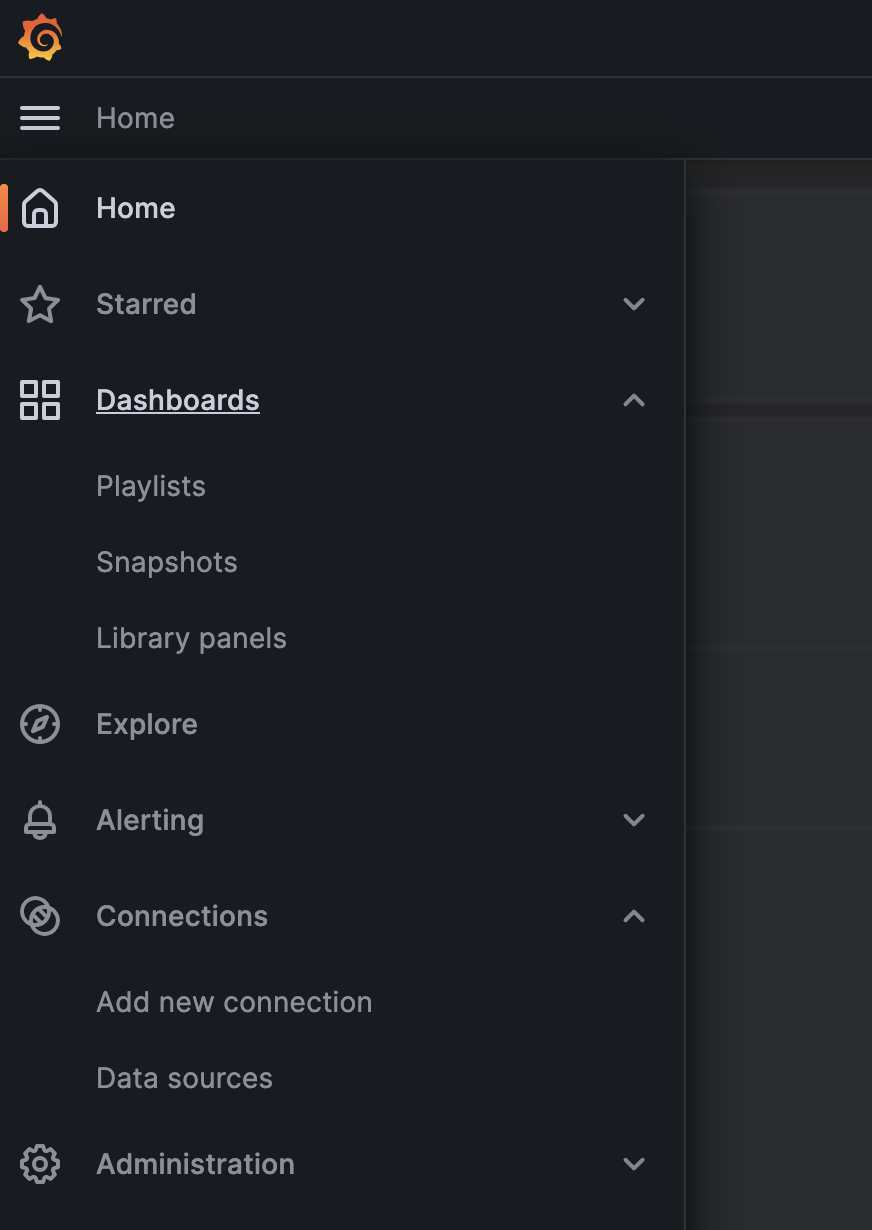 Home
Home
Starred
Dashboards
Playlists
Snapshots
Library panels
Explore
Alerting
Connections
Add new connection
Data sources
Administration